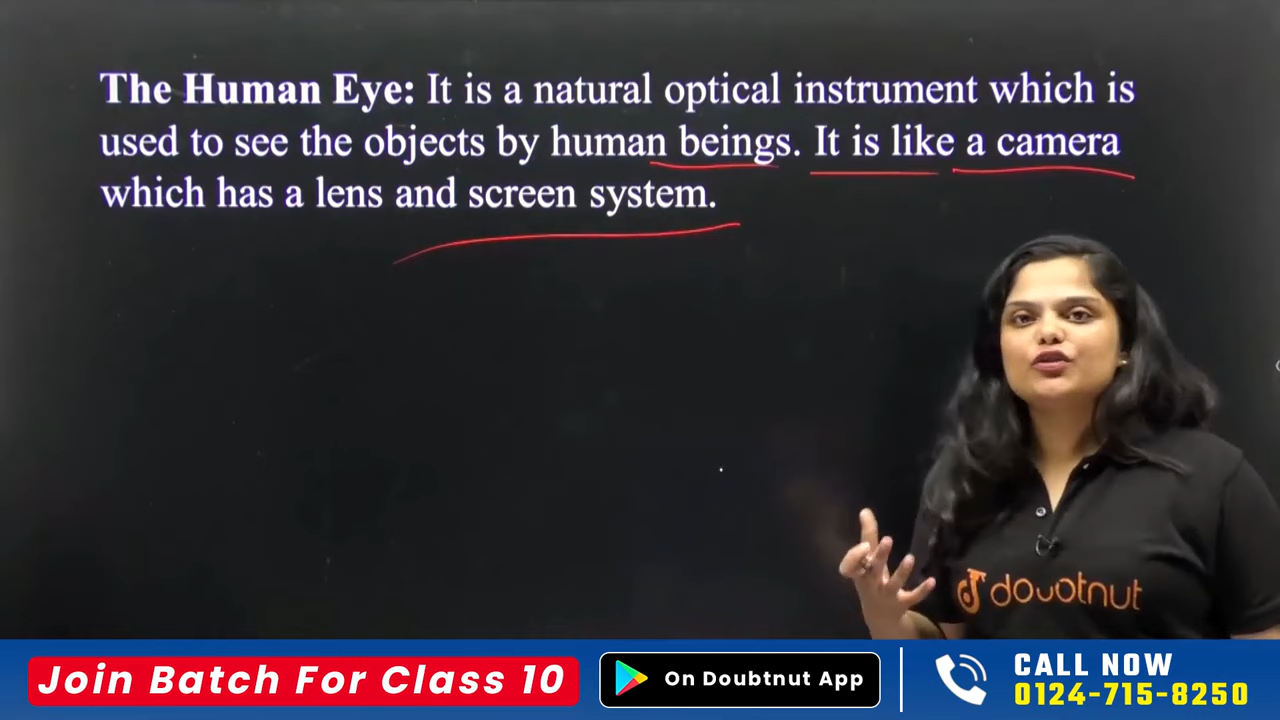 The Human Eye: It is a natural optical instrument which is
used to see the objects by human beings. It is like a camera
which has a lens and screen system.
doubtnut
Join Batch For Class 10
On Doubtnut App
CALL NOW
0124-715-8250